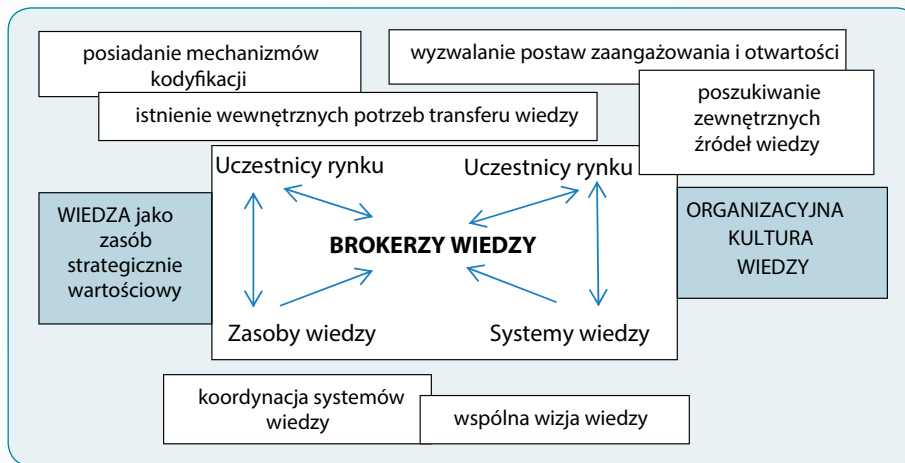 posiadanie mechanizmów
kodyfikacji
wyzwalanie postaw zaangażowania i otwartości
istnienie wewnętrznych potrzeb transferu wiedzy
poszukiwanie
zewnętrznych
źródeł wiedzy
Uczestnicy rynku
Uczestnicy rynku
WIEDZA jako
zasób
strategicznie
wartościowy
BROKERZY WIEDZY
ORGANIZACYJNA
KULTURA
WIEDZY
Zasoby wiedzy
Systemy wiedzy
koordynacja systemów
wiedzy
wspólna wizja wiedzy